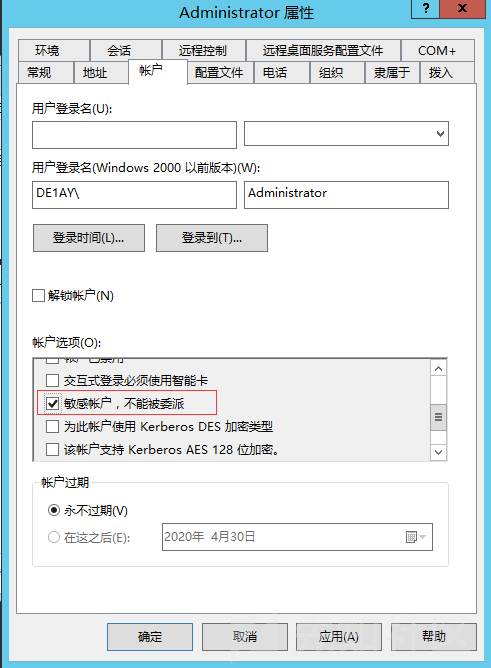 Administrator 属性
? x
环境 会话 远程控制 远程桌面服务配置文件 COM+
常规 地址 帐户 配置文件 电话 组织 隶属于 拨入
用户登录名(U):
用户登录名(Windows 2000 以前版本)(W):
DE1AY\ Administrator
登录时间(L)... 登录到(T)...
解锁帐户(N)
帐户选项(O):
帐户已禁用
交互式登录必须使用智能卡
敏感帐户，不能被委派
为此帐户使用 Kerberos DES 加密类型
该帐户支持 Kerberos AES 128 位加密。
帐户过期
永不过期(V)
在这之后(E): 2020年 4月30日
确定 取消 应用(A) 帮助